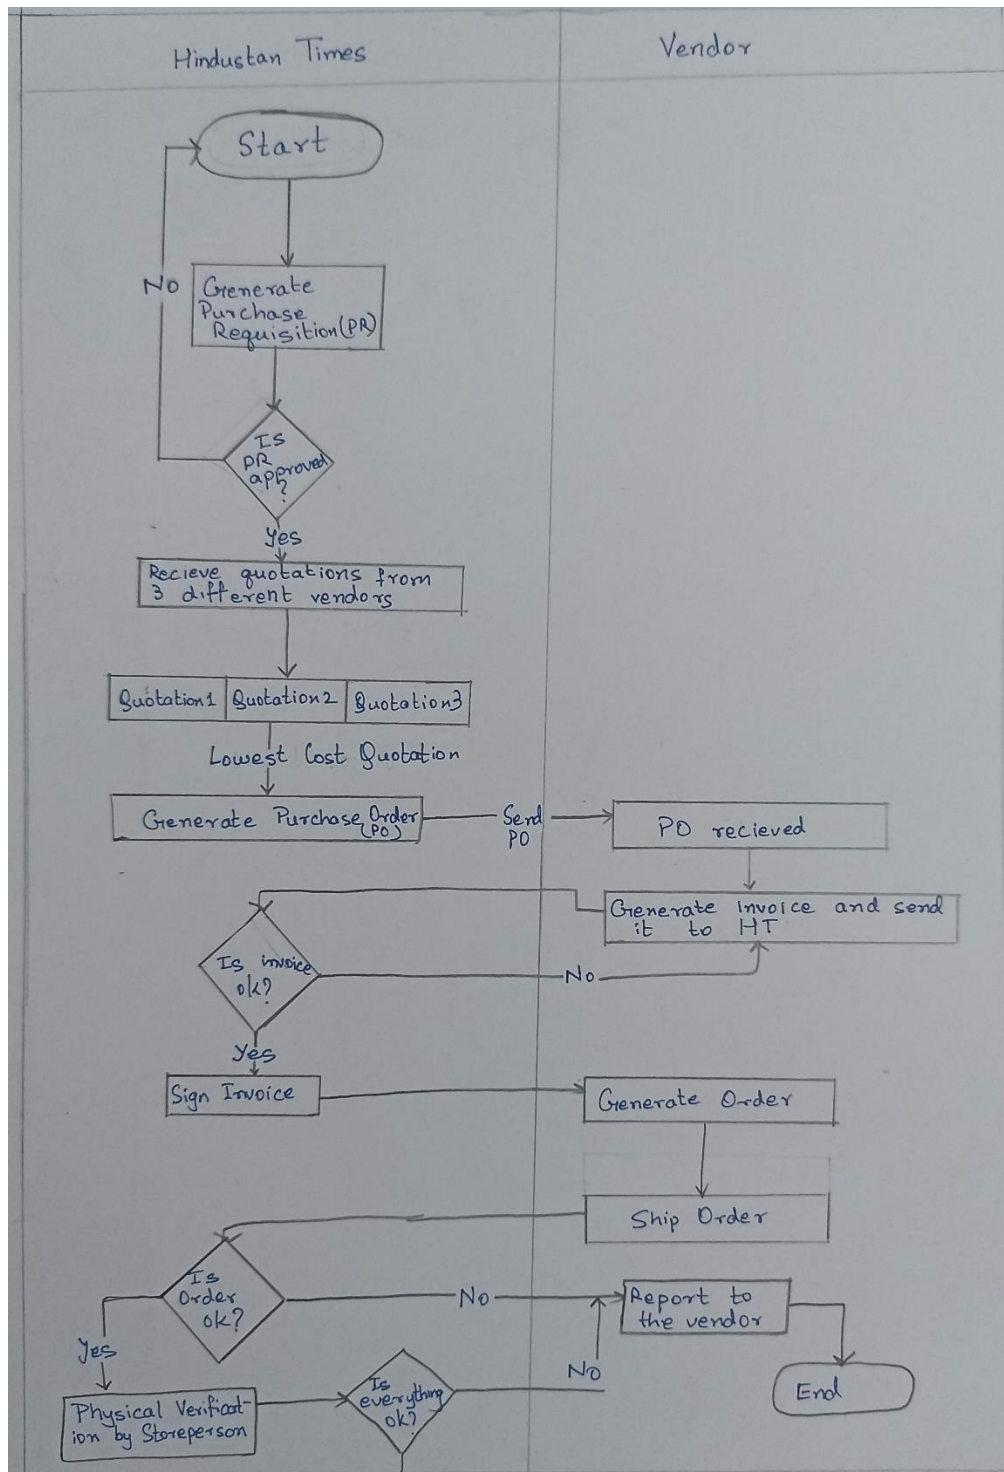 Hindustan Times
Vendor
Start
No
Generate
Purchase
Requisition(PR)
Is
PR
approved
?
Yes
Recieve quotations from
3 different vendors
Quotation1
Quotation2
Quotation3
Lowest Cost Quotation
Generate Purchase Order
(PO)
Send
PO
PO recieved
Generate invoice and send
it to HT
Is invoice
ok?
No
Yes
Sign Invoice
Generate Order
Ship Order
Is
Order
ok?
No
Report to
the vendor
Yes
No
End
Physical Verificat-
ion by Storeperson
Is
everything
ok?